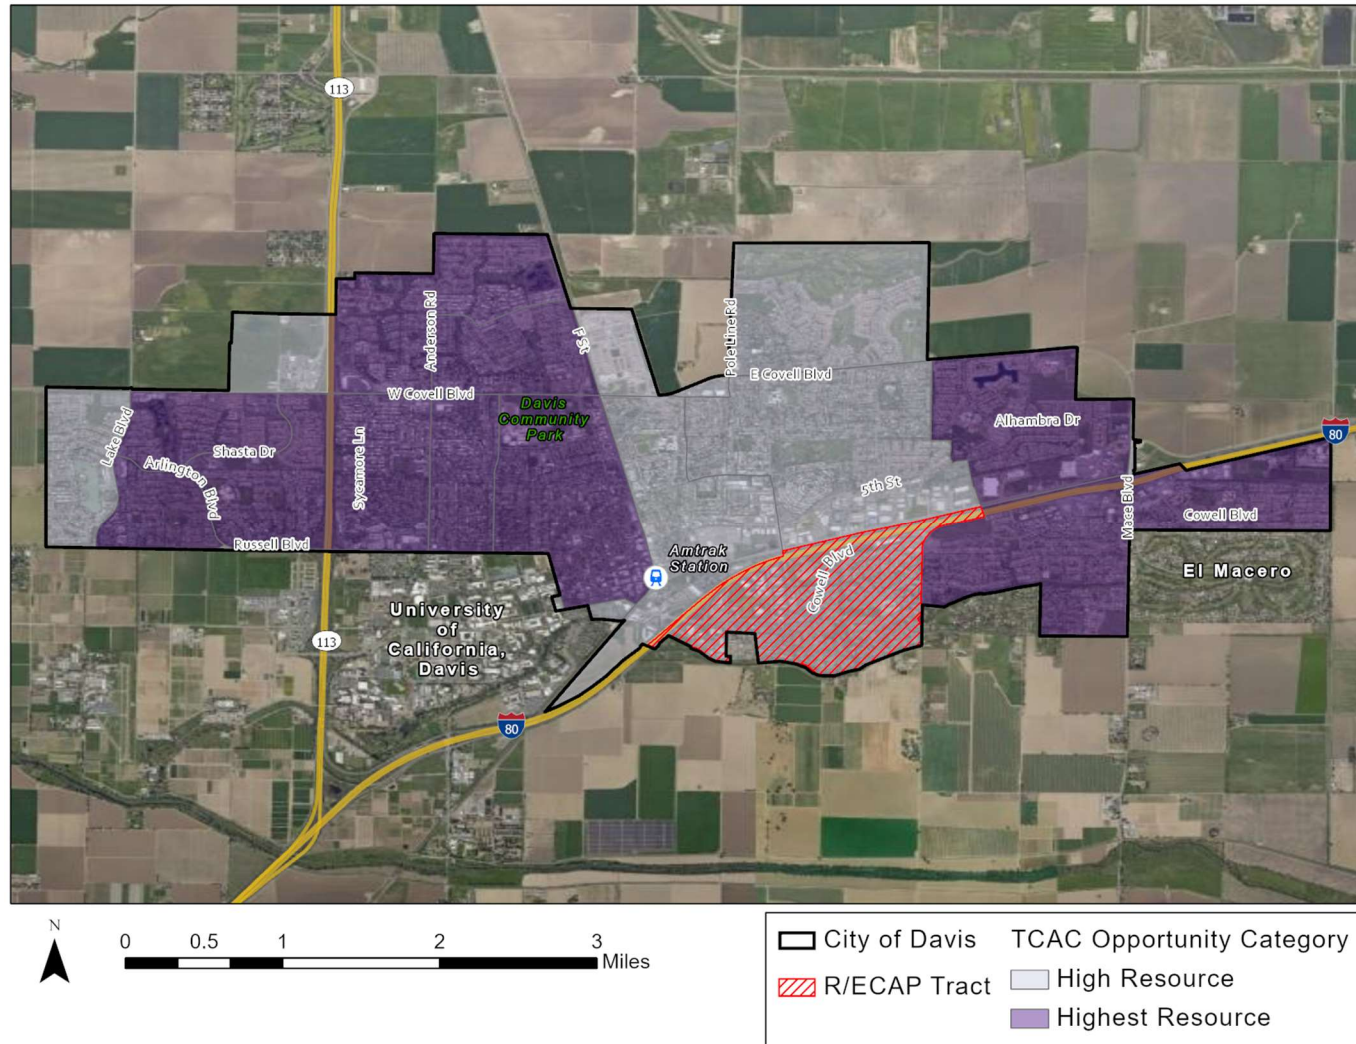 113
Anderson Rd
F St
Pole Line Rd
E Covell Blvd
W Covell Blvd
Davis
Community
Park
Lake Blvd
Shasta Dr
Arlington Blvd
Sycamore Ln
Alhambra Dr
80
5th St
Mace Blvd
Cowell Blvd
Russell Blvd
Amtrak
Station
Cowell Blvd
El Macero
University
of
California,
Davis
113
80
N
0 0.5 1 2 3
Miles
City of Davis
R/ECAP Tract
TCAC Opportunity Category
High Resource
Highest Resource